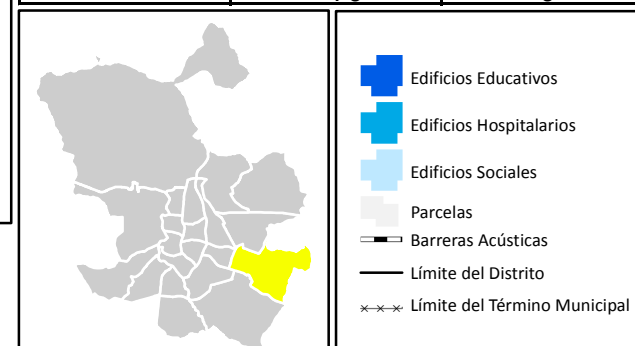 Edificios Educativos
Edificios Hospitalarios
Edificios Sociales
Parcelas
Barreras Acústicas
Límite del Distrito
Límite del Término Municipal